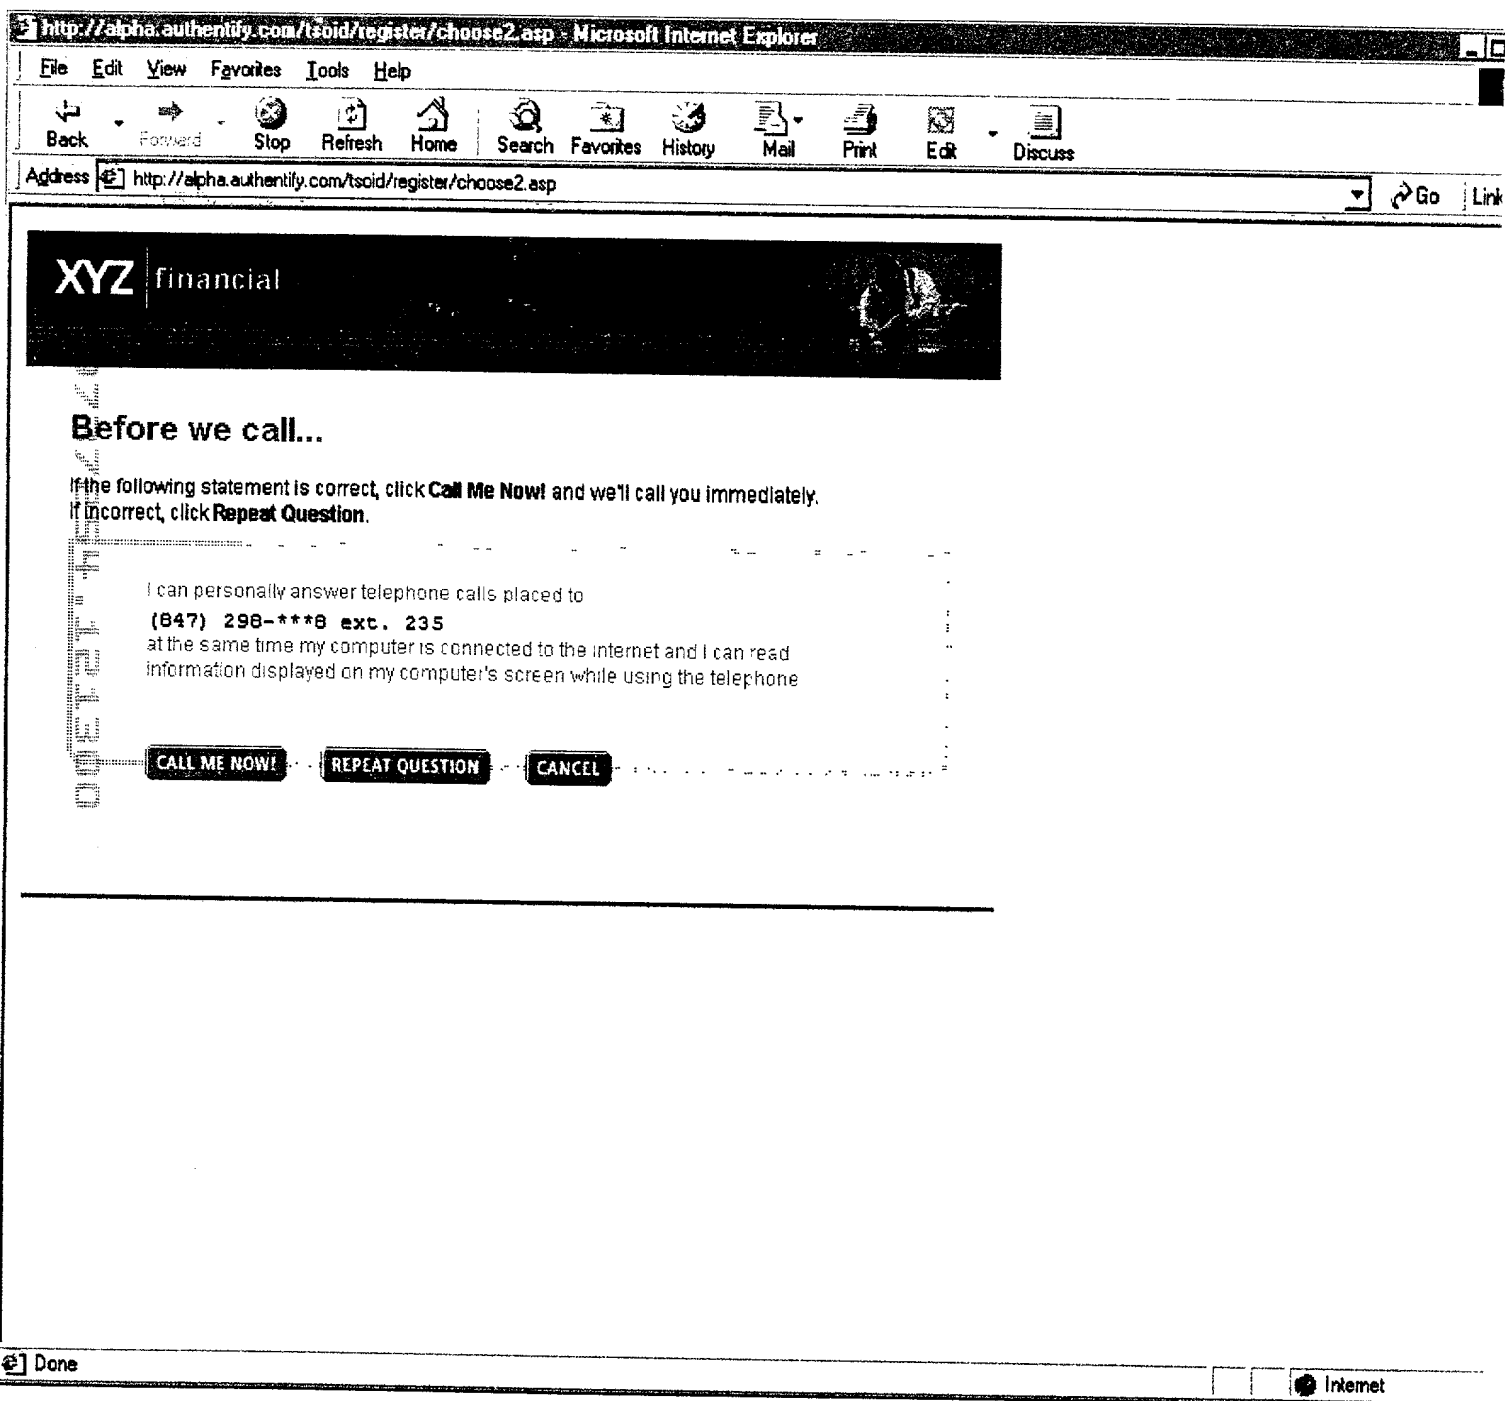 http://alpha.authentify.com/tsoid/register/choose2.asp - Microsoft Internet Explorer
File Edit View Favorites Tools Help
Back Forward Stop Refresh Home Search Favorites History Mail Print Edit Discuss
Address http://alpha.authentify.com/tsoid/register/choose2.asp Go Link
XYZ financial
Before we call...
If the following statement is correct, click Call Me Now! and we'll call you immediately.
If incorrect, click Repeat Question.
I can personally answer telephone calls placed to
(847) 298-***8 ext. 235
at the same time my computer is connected to the internet and I can read
information displayed on my computer's screen while using the telephone
CALL ME NOW! REPEAT QUESTION CANCEL
Done
Internet